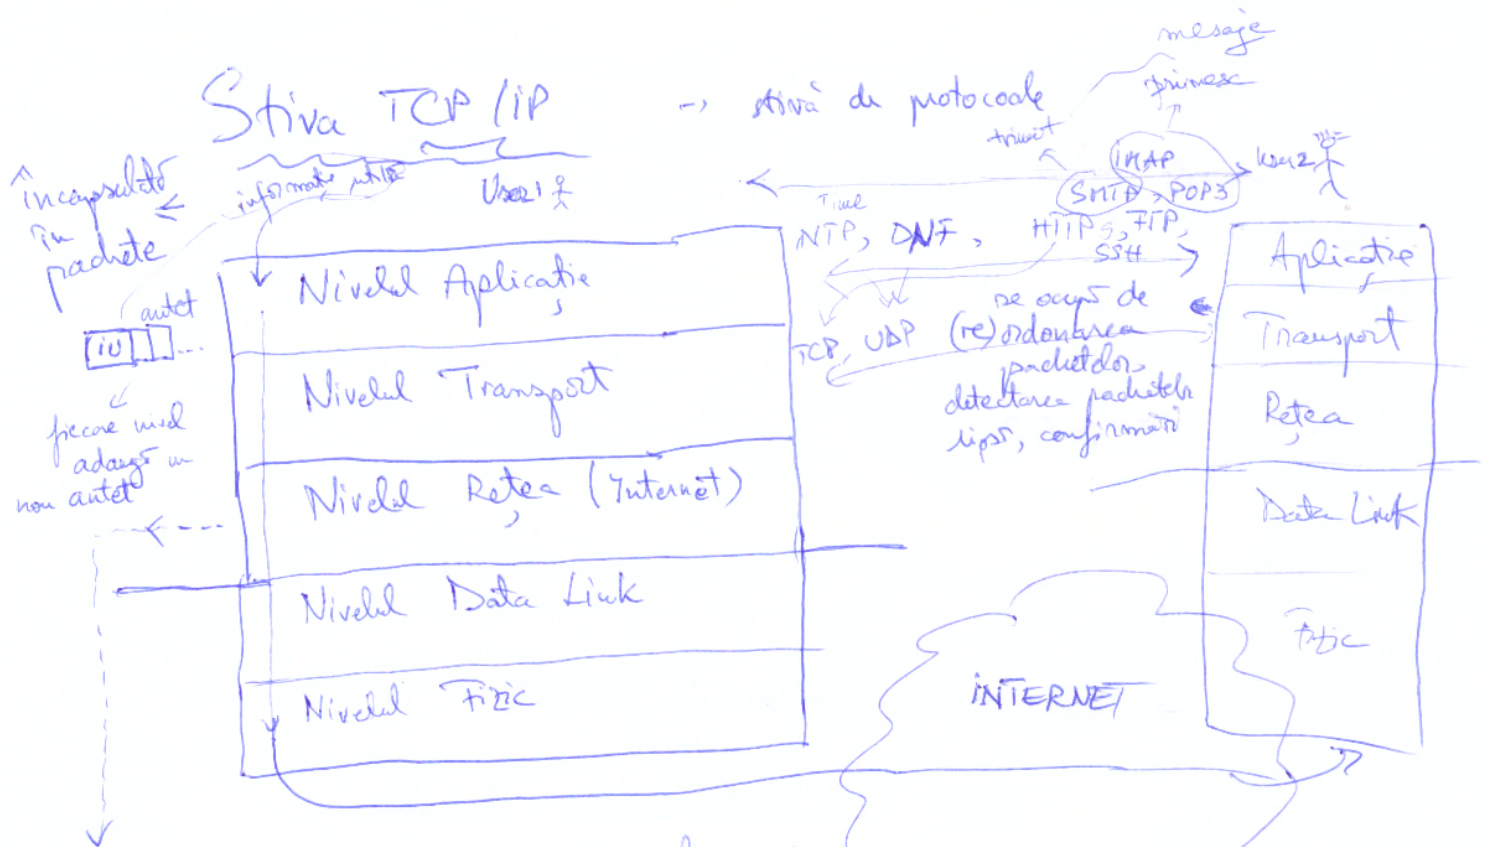 mesaje
primesc
Stiva TCP/IP -> stivă de protocoale
trimit
IMAP
User2
SMTP, POP3
încapsulată
în
pachete
informație utilă
User1
Time
NTP, DNS, HTTPS, FTP,
SSH
Nivelul Aplicație
Aplicație
antet
IU ...
se ocupă de
TCP, UDP (re)ordonarea
pachetelor,
detectarea pachetelor
lipsă, confirmări
Transport
Nivelul Transport
fiecare nivel
adaugă un
nou antet
Rețea
Nivelul Rețea (Internet)
Data Link
Nivelul Data Link
Fizic
INTERNET
Nivelul Fizic